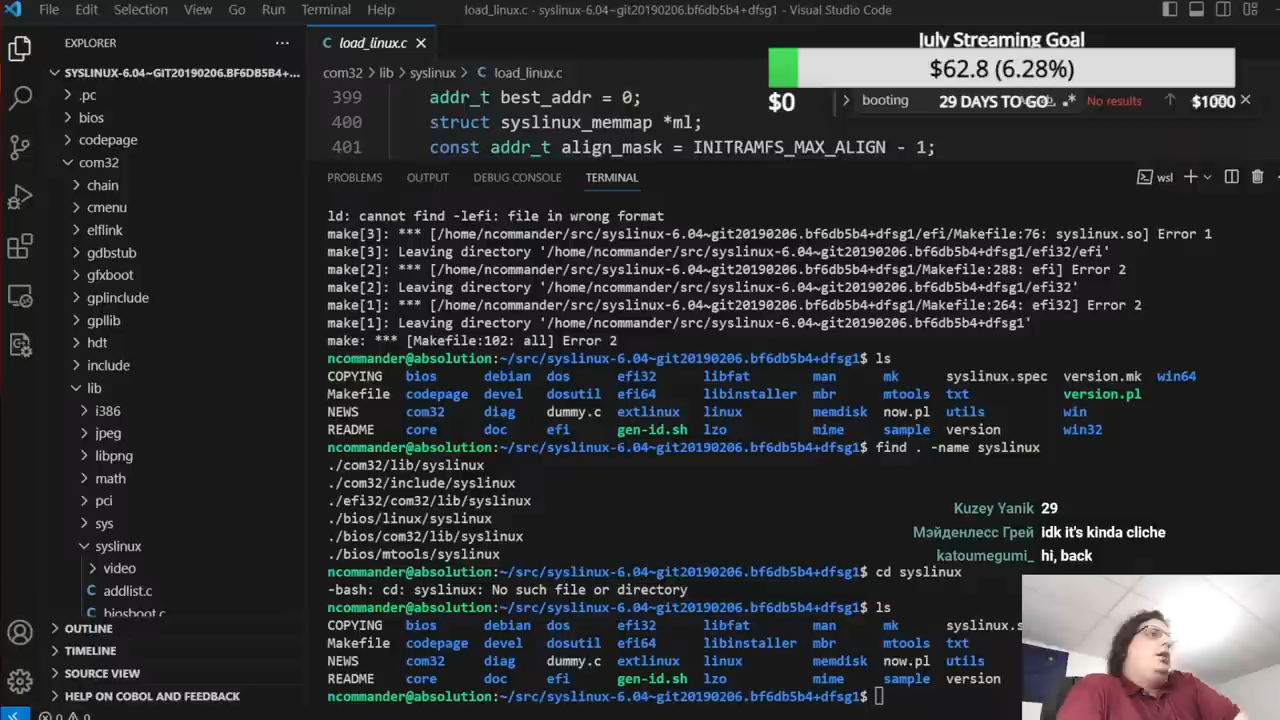 File Edit Selection View Go Run Terminal Help
load_linux.c - syslinux-6.04~git20190206.bf6db5b4+dfsg1 - Visual Studio Code
EXPLORER
SYSLINUX-6.04~GIT20190206.BF6DB5B4+...
.pc
bios
codepage
com32
chain
cmenu
elflink
gdbstub
gfxboot
gplinclude
gpllib
hdt
include
lib
i386
jpeg
libpng
math
pci
sys
syslinux
video
addlist.c
bioshoot.c
OUTLINE
TIMELINE
SOURCE VIEW
HELP ON COBOL AND FEEDBACK
0 0
load_linux.c
com32 > lib > syslinux > load_linux.c
399 addr_t best_addr = 0;
400 struct syslinux_memmap *ml;
401 const addr_t align_mask = INITRAMFS_MAX_ALIGN - 1;
July Streaming Goal
$62.8 (6.28%)
$0 29 DAYS TO GO $1000
booting No results
PROBLEMS OUTPUT DEBUG CONSOLE TERMINAL
wsl
ld: cannot find -lefi: file in wrong format
make[3]: *** [/home/ncommander/src/syslinux-6.04~git20190206.bf6db5b4+dfsg1/efi/Makefile:76: syslinux.so] Error 1
make[3]: Leaving directory '/home/ncommander/src/syslinux-6.04~git20190206.bf6db5b4+dfsg1/efi32/efi'
make[2]: *** [/home/ncommander/src/syslinux-6.04~git20190206.bf6db5b4+dfsg1/Makefile:288: efi] Error 2
make[2]: Leaving directory '/home/ncommander/src/syslinux-6.04~git20190206.bf6db5b4+dfsg1/efi32'
make[1]: *** [/home/ncommander/src/syslinux-6.04~git20190206.bf6db5b4+dfsg1/Makefile:264: efi32] Error 2
make[1]: Leaving directory '/home/ncommander/src/syslinux-6.04~git20190206.bf6db5b4+dfsg1'
make: *** [Makefile:102: all] Error 2
ncommander@absolution:~/src/syslinux-6.04~git20190206.bf6db5b4+dfsg1$ ls
COPYING bios debian dos efi32 libfat man mk syslinux.spec version.mk win64
Makefile codepage devel dosutil efi64 libinstaller mbr mtools txt version.pl
NEWS com32 diag dummy.c extlinux linux memdisk now.pl utils win
README core doc efi gen-id.sh lzo mime sample version win32
ncommander@absolution:~/src/syslinux-6.04~git20190206.bf6db5b4+dfsg1$ find . -name syslinux
./com32/lib/syslinux
./com32/include/syslinux
./efi32/com32/lib/syslinux
./bios/linux/syslinux
./bios/com32/lib/syslinux
./bios/mtools/syslinux
ncommander@absolution:~/src/syslinux-6.04~git20190206.bf6db5b4+dfsg1$ cd syslinux
-bash: cd: syslinux: No such file or directory
ncommander@absolution:~/src/syslinux-6.04~git20190206.bf6db5b4+dfsg1$ ls
COPYING bios debian dos efi32 libfat man mk syslinux.s
Makefile codepage devel dosutil efi64 libinstaller mbr mtools txt
NEWS com32 diag dummy.c extlinux linux memdisk now.pl utils
README core doc efi gen-id.sh lzo mime sample version
ncommander@absolution:~/src/syslinux-6.04~git20190206.bf6db5b4+dfsg1$
Kuzey Yanik 29
Мэйденлесс Грей idk it's kinda cliche
katoumegumi_ hi, back